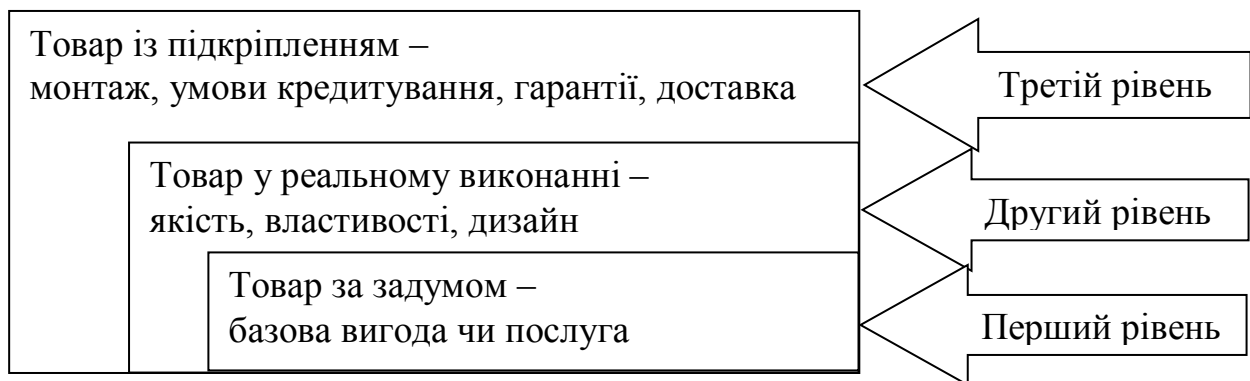 Товар із підкріпленням –
монтаж, умови кредитування, гарантії, доставка
Третій рівень
Товар у реальному виконанні –
якість, властивості, дизайн
Другий рівень
Товар за задумом –
базова вигода чи послуга
Перший рівень